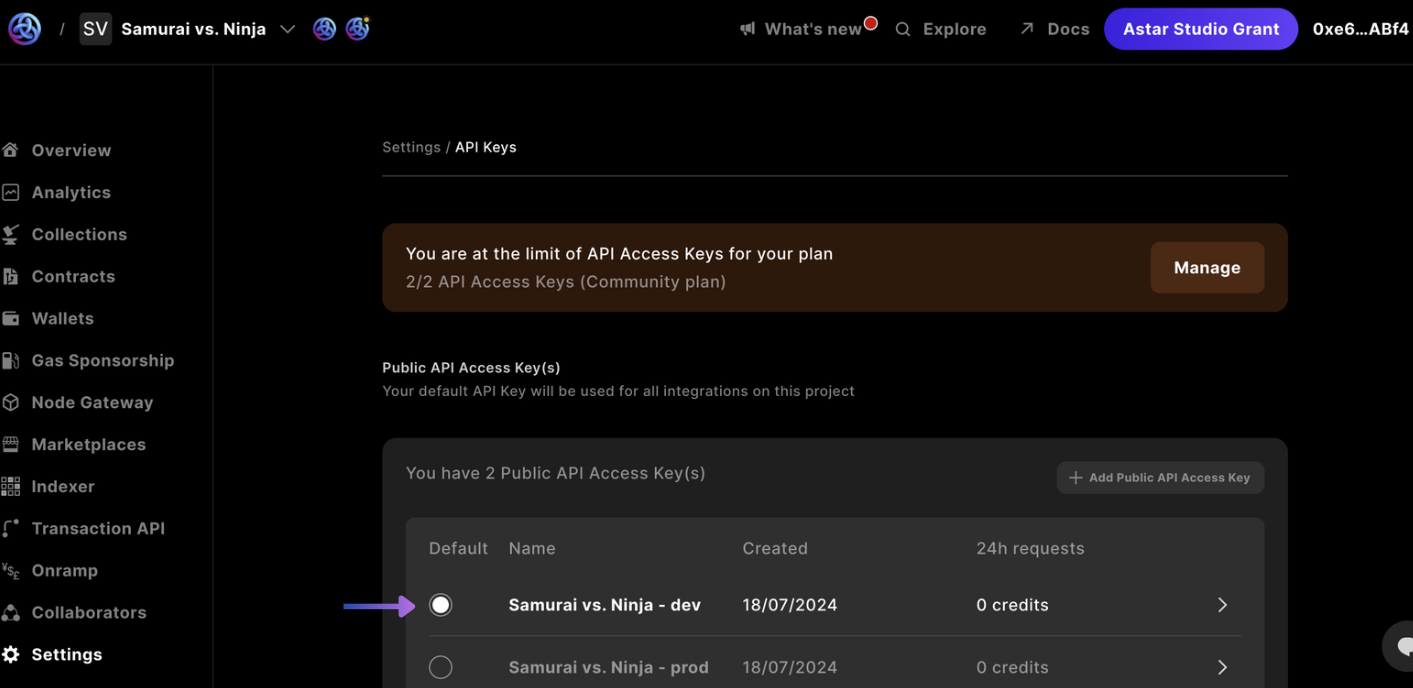 / SV Samurai vs. Ninja What's new Explore Docs Astar Studio Grant 0xe6...ABf4
Overview
Analytics
Collections
Contracts
Wallets
Gas Sponsorship
Node Gateway
Marketplaces
Indexer
Transaction API
Onramp
Collaborators
Settings
Settings / API Keys
You are at the limit of API Access Keys for your plan
2/2 API Access Keys (Community plan)
Manage
Public API Access Key(s)
Your default API Key will be used for all integrations on this project
You have 2 Public API Access Key(s)
+ Add Public API Access Key
Default Name Created 24h requests
Samurai vs. Ninja - dev 18/07/2024 0 credits
Samurai vs. Ninja - prod 18/07/2024 0 credits